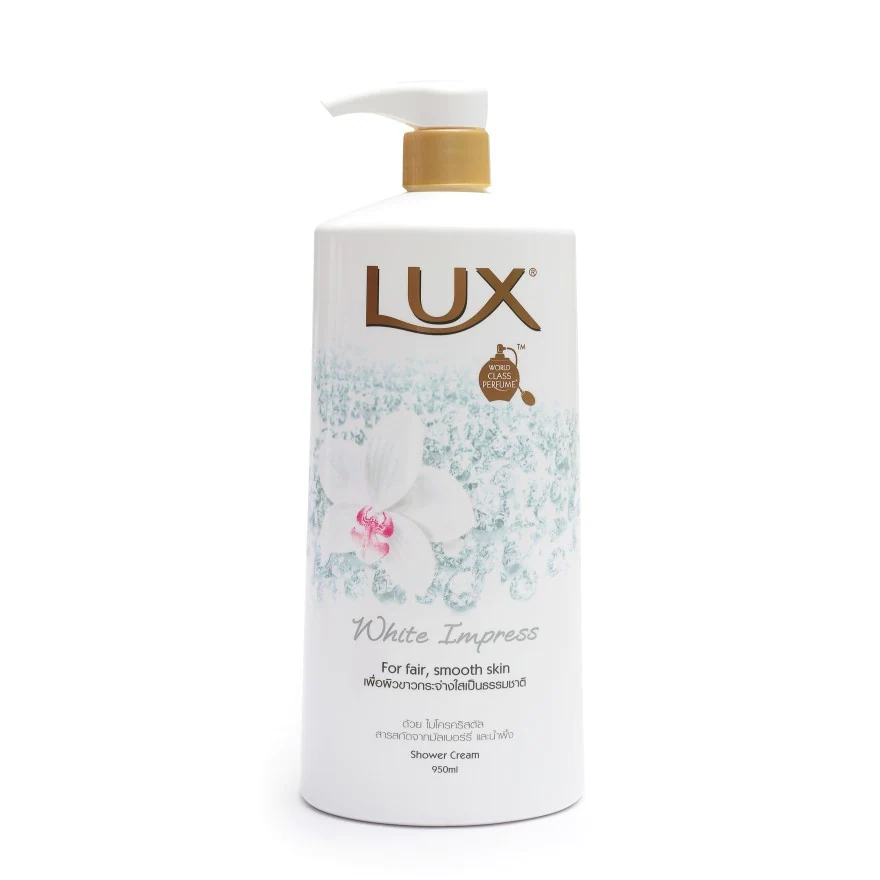 LUX®
TM
WORLD
CLASS
PERFUME
White Impress
For fair, smooth skin
เพื่อผิวขาวกระจ่างใสเป็นธรรมชาติ
ด้วย ไมโครคริสตัล
สารสกัดจากมัลเบอร์รี่ และน้ำผึ้ง
Shower Cream
950ml